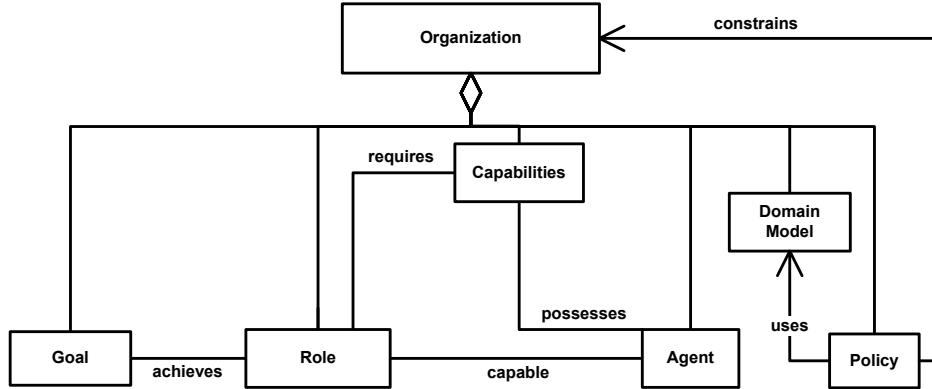 Organization
constrains
requires
Capabilities
Domain
Model
possesses
uses
Goal
achieves
Role
capable
Agent
Policy